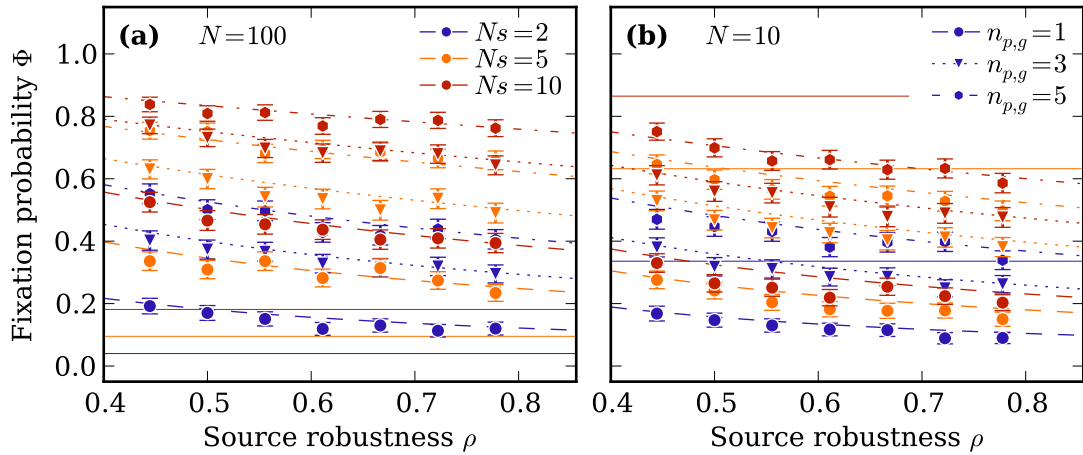 Fixation probability Φ
1.0
0.8
0.6
0.4
0.2
0.0
(a) N=100
Ns=2
Ns=5
Ns=10
0.4 0.5 0.6 0.7 0.8
Source robustness ρ
(b) N=10
n_{p,g}=1
n_{p,g}=3
n_{p,g}=5
0.4 0.5 0.6 0.7 0.8
Source robustness ρ